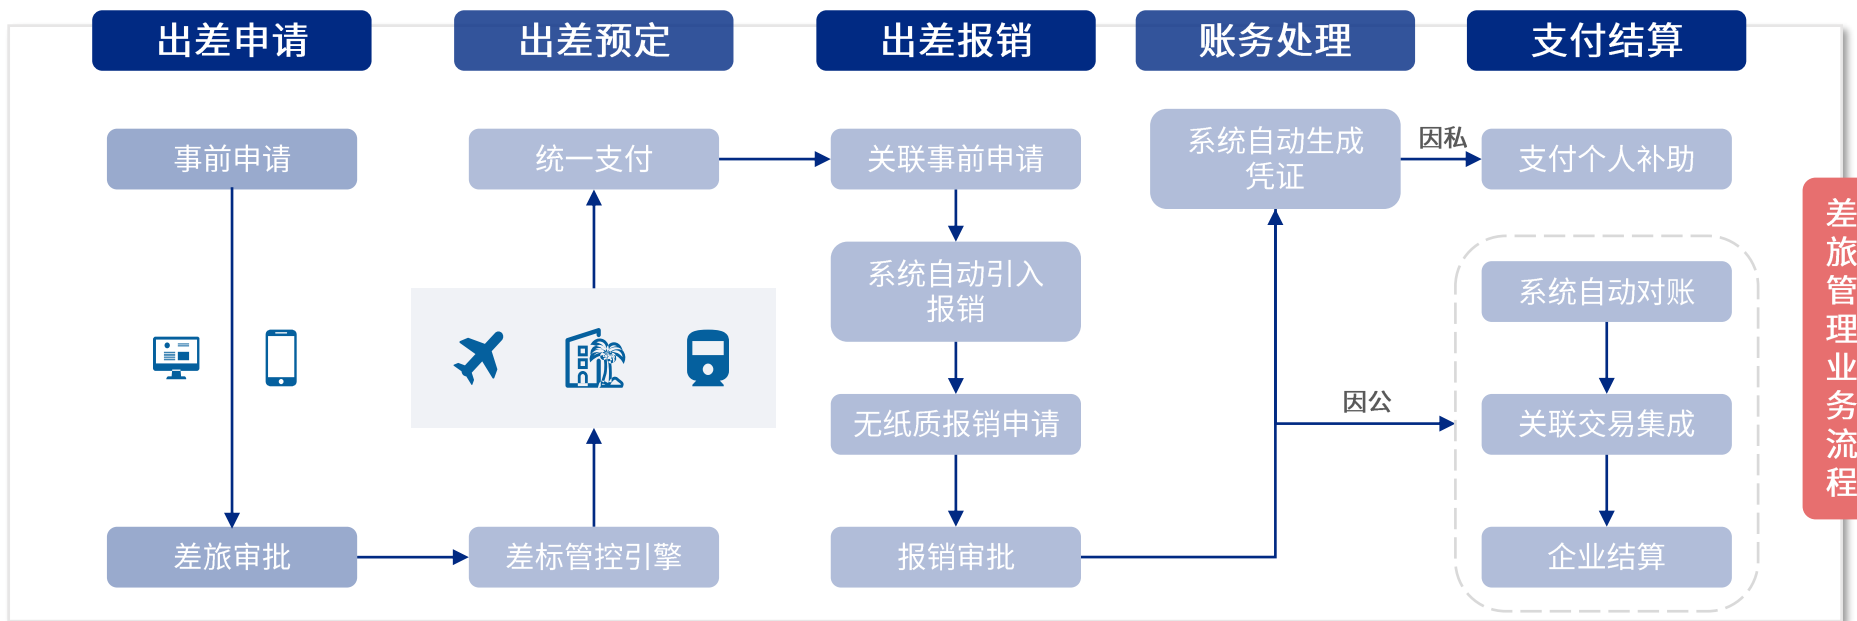 出差申请
出差预定
出差报销
账务处理
支付结算
事前申请
差旅审批
统一支付
差标管控引擎
关联事前申请
系统自动引入
报销
无纸质报销申请
报销审批
系统自动生成
凭证
因私
因公
支付个人补助
系统自动对账
关联交易集成
企业结算
差旅管理业务流程